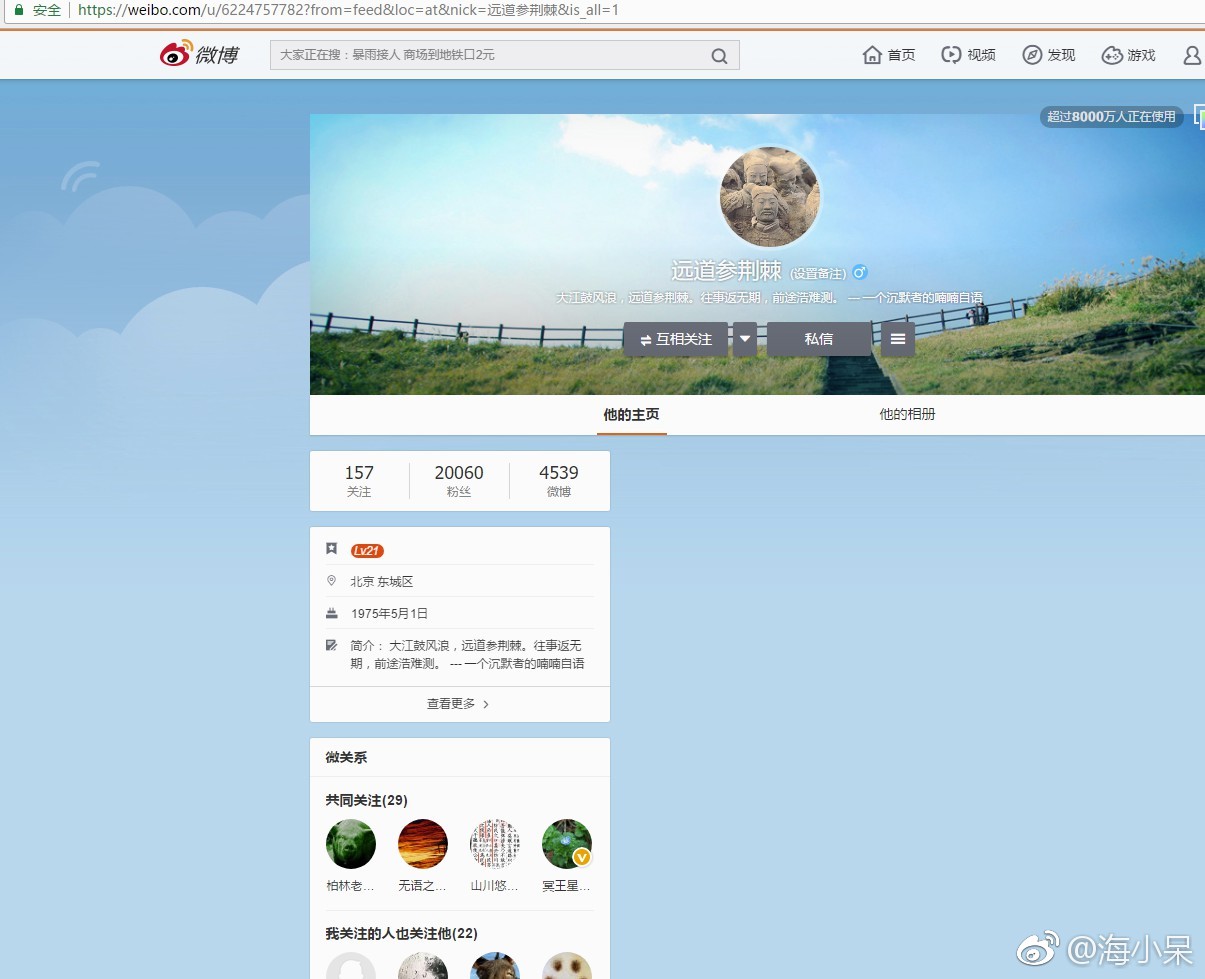 安全 https://weibo.com/u/6224757782?from=feed&loc=at&nick=远道参荆棘&is_all=1
微博 大家正在搜：暴雨接人 商场到地铁口2元 首页 视频 发现 游戏
超过8000万人正在使用
远道参荆棘 (设置备注)
大江鼓风浪，远道参荆棘。往事返无期，前途浩难测。 --- 一个沉默者的喃喃自语
互相关注 私信
他的主页 他的相册
157 20060 4539
关注 粉丝 微博
Lv21
北京 东城区
1975年5月1日
简介： 大江鼓风浪，远道参荆棘。往事返无
期，前途浩难测。 --- 一个沉默者的喃喃自语
查看更多
微关系
共同关注(29)
柏林老... 无语之... 山川悠... 冥王星...
我关注的人也关注他(22)
@海小呆